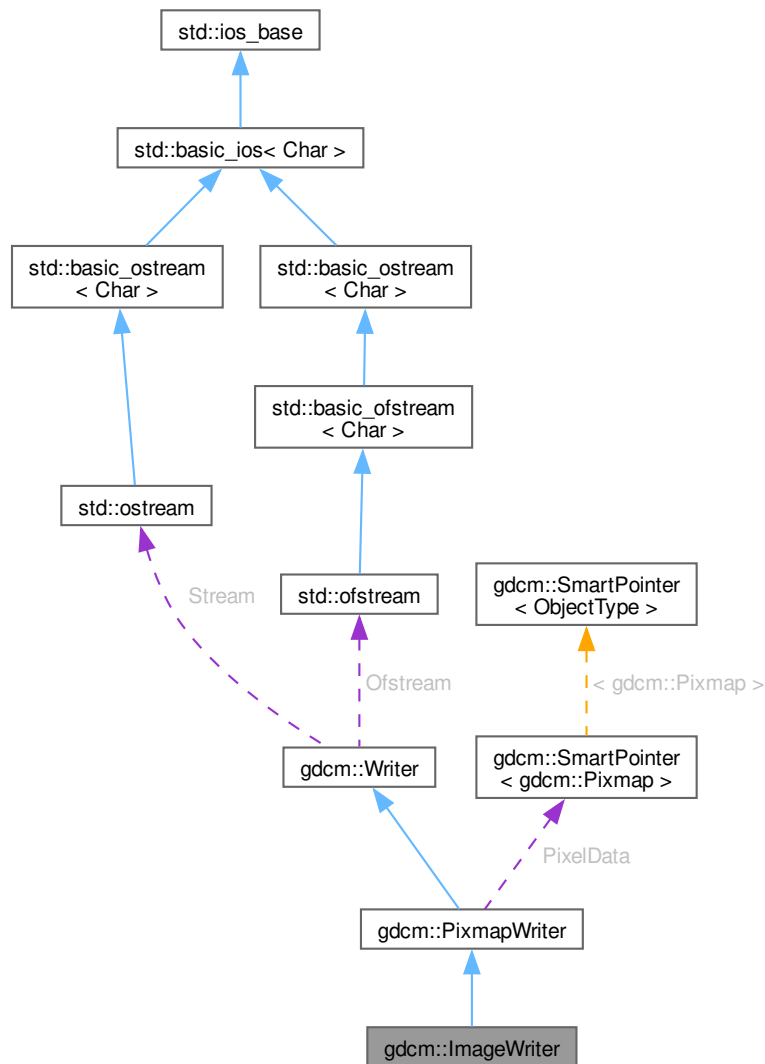 std::ios_base
std::basic_ios< Char >
std::basic_ostream
< Char >
std::basic_ostream
< Char >
std::basic_ofstream
< Char >
std::ostream
std::ofstream
gdcm::SmartPointer
< ObjectType >
Stream
Ofstream
< gdcm::Pixmap >
gdcm::Writer
gdcm::SmartPointer
< gdcm::Pixmap >
PixelData
gdcm::PixmapWriter
gdcm::ImageWriter